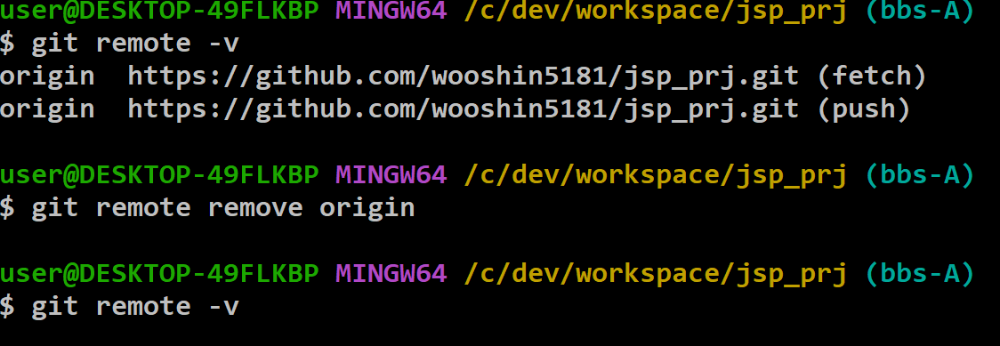 user@DESKTOP-49FLKBP MINGW64 /c/dev/workspace/jsp_prj (bbs-A)
$ git remote -v
origin  https://github.com/wooshin5181/jsp_prj.git (fetch)
origin  https://github.com/wooshin5181/jsp_prj.git (push)
user@DESKTOP-49FLKBP MINGW64 /c/dev/workspace/jsp_prj (bbs-A)
$ git remote remove origin
user@DESKTOP-49FLKBP MINGW64 /c/dev/workspace/jsp_prj (bbs-A)
$ git remote -v